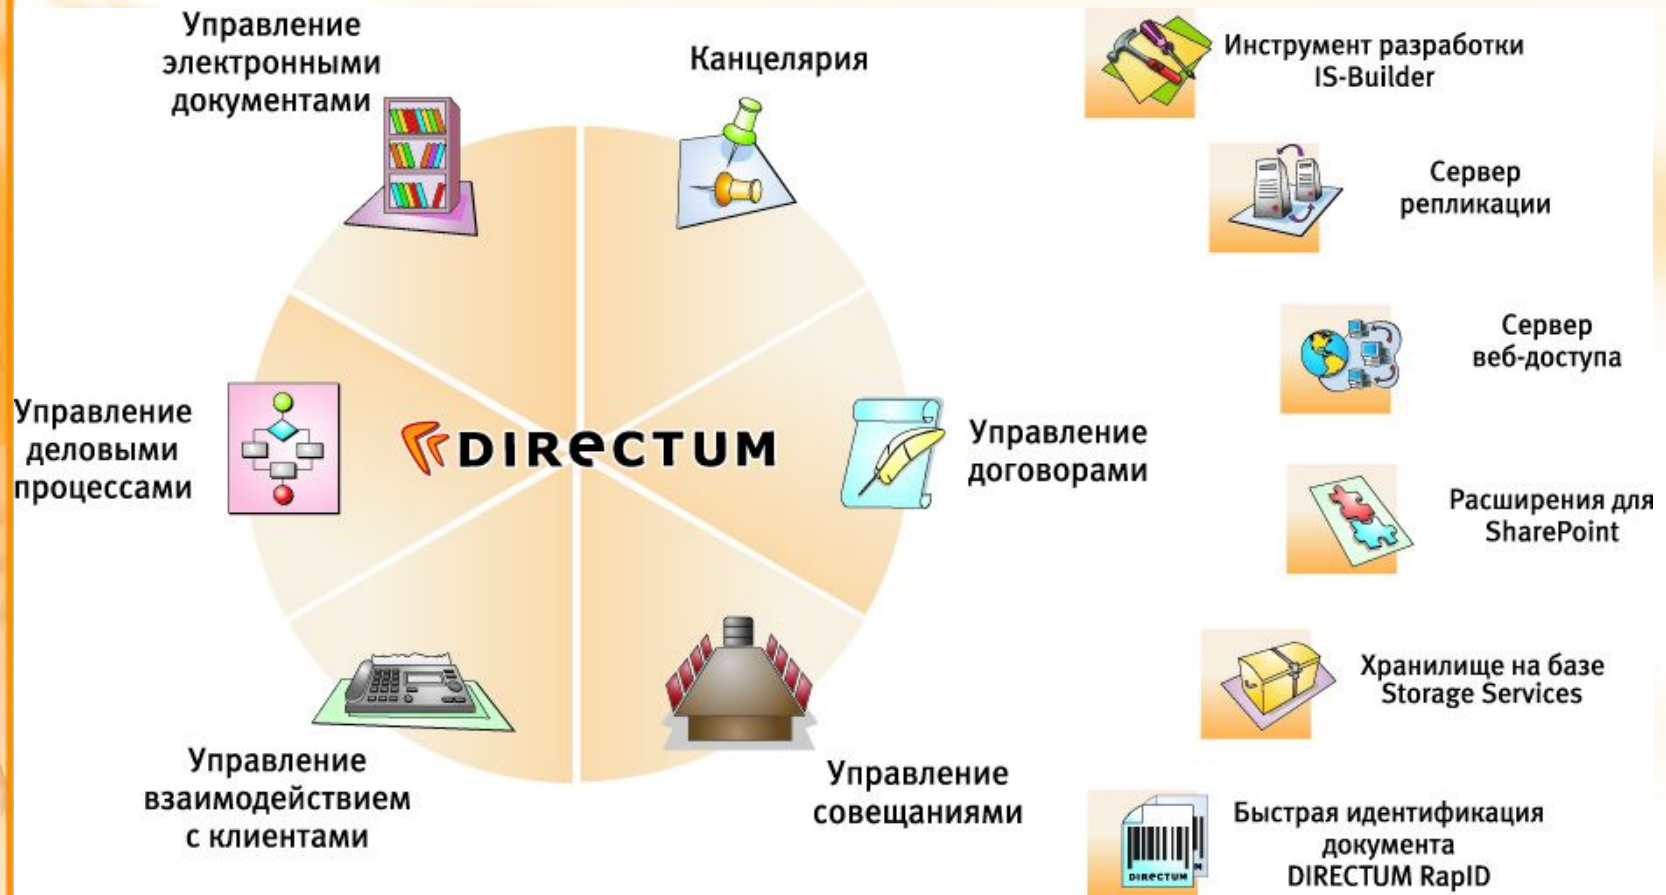 Управление
электронными
документами
Канцелярия
Управление
договорами
Управление
совещаниями
Управление
взаимодействием
с клиентами
Управление
деловыми
процессами
DIRECTUM
Инструмент разработки
IS-Builder
Сервер
репликации
Сервер
веб-доступа
Расширения для
SharePoint
Хранилище на базе
Storage Services
Быстрая идентификация
документа
DIRECTUM RapID
DIRECTUM